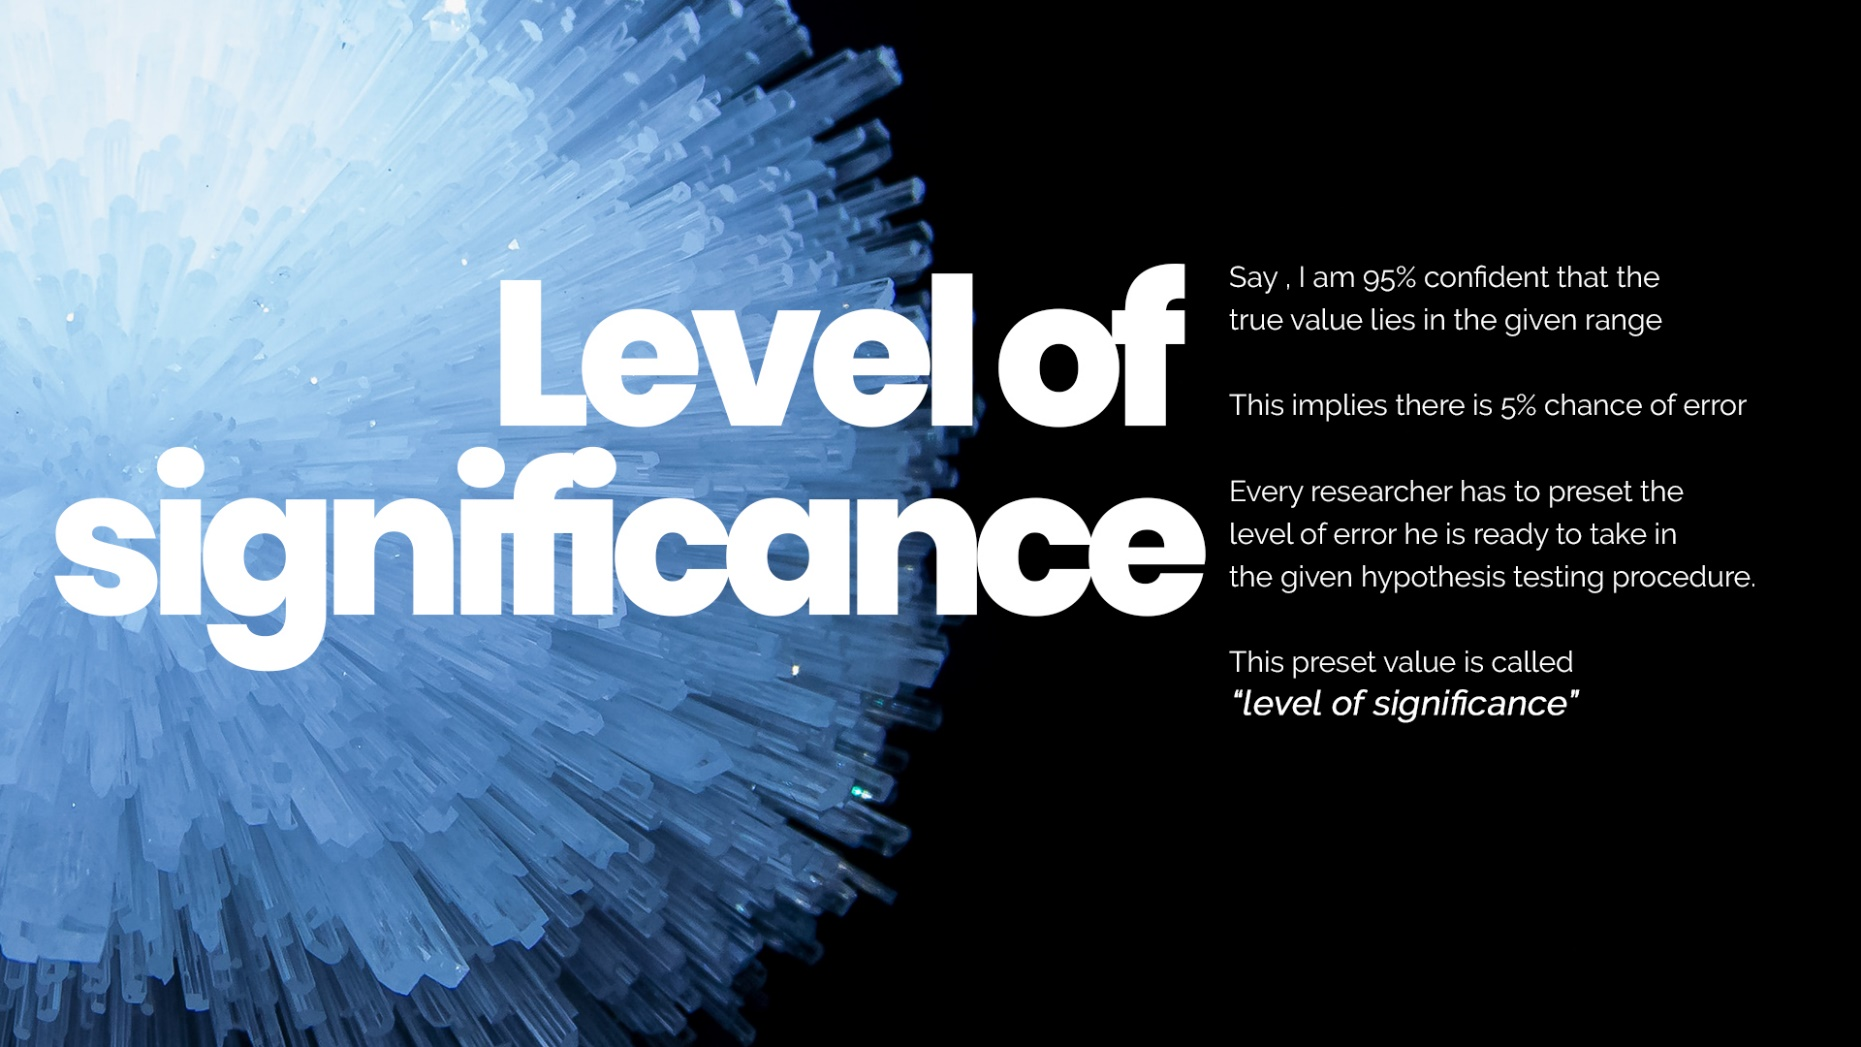 Level of
significance
Say , I am 95% confident that the
true value lies in the given range
This implies there is 5% chance of error
Every researcher has to preset the
level of error he is ready to take in
the given hypothesis testing procedure.
This preset value is called
“level of significance”